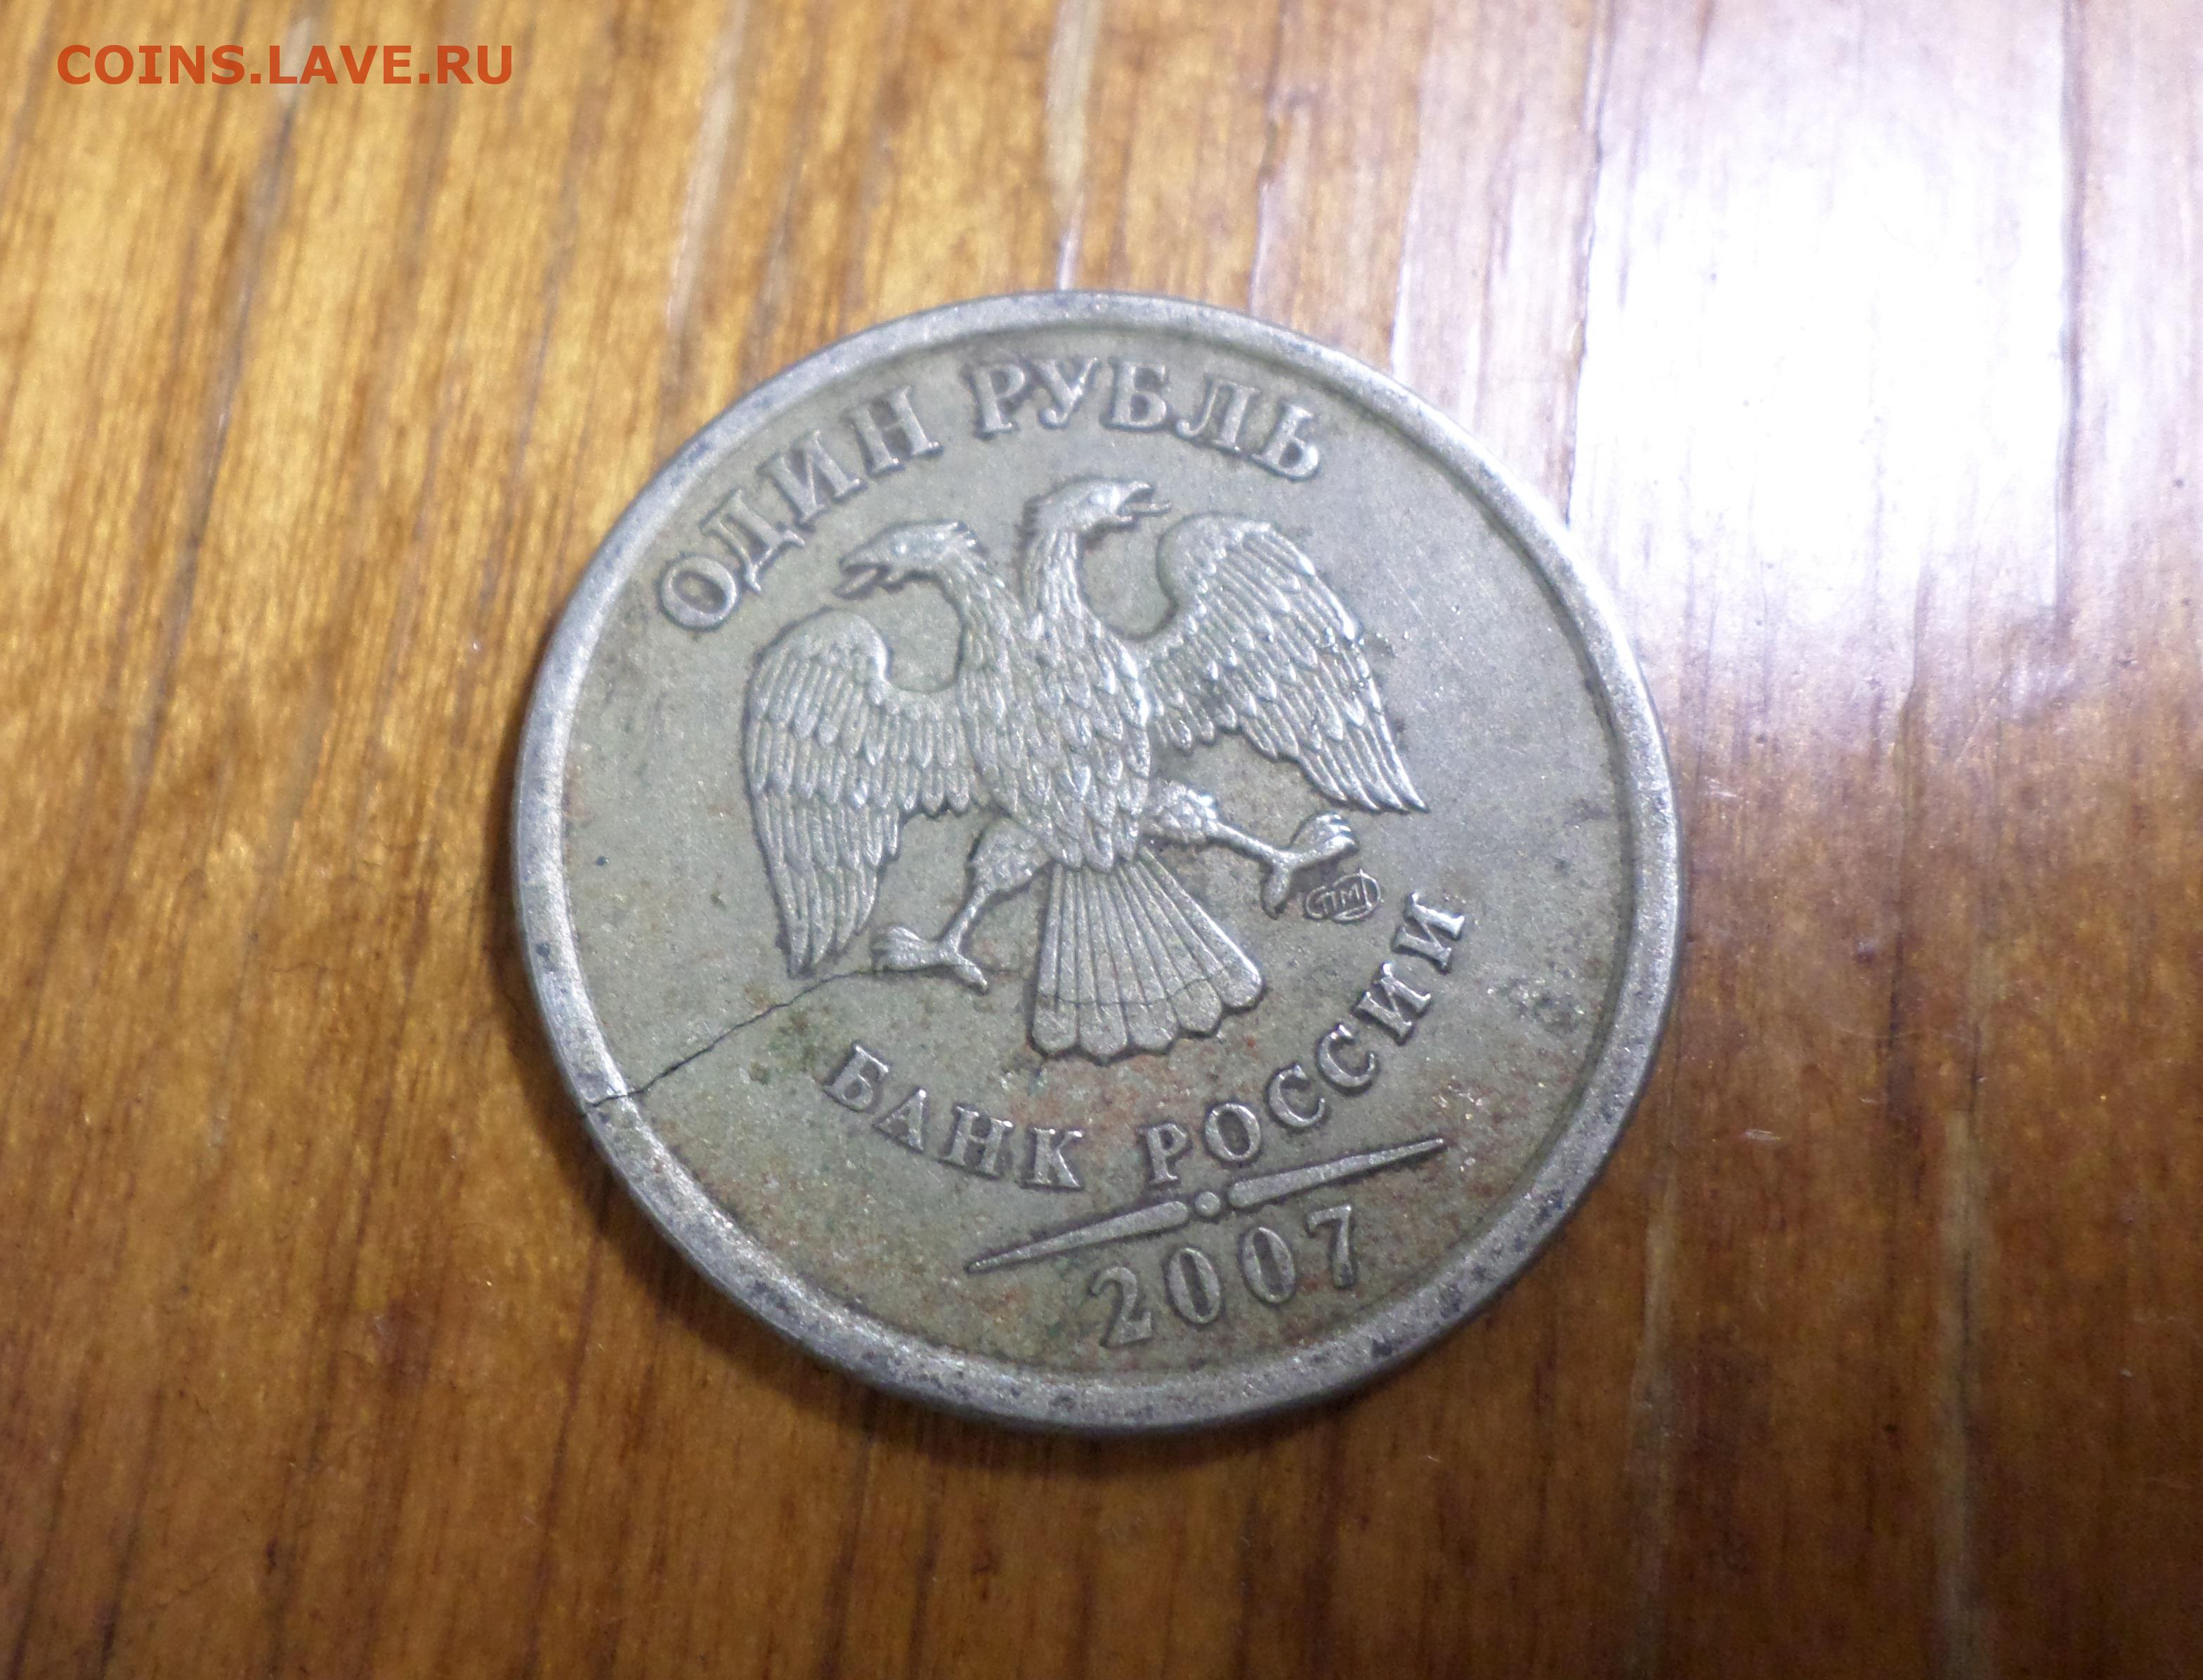 COINS.LAVE.RU
ОДИН РУБЛЬ
БАНК РОССИИ
2007